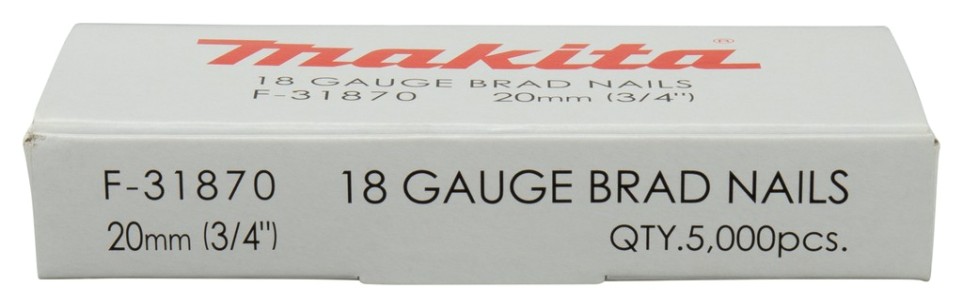 makita®
18 GAUGE BRAD NAILS
F-31870 20mm (3/4")
F-31870 18 GAUGE BRAD NAILS
20mm (3/4") QTY.5,000pcs.